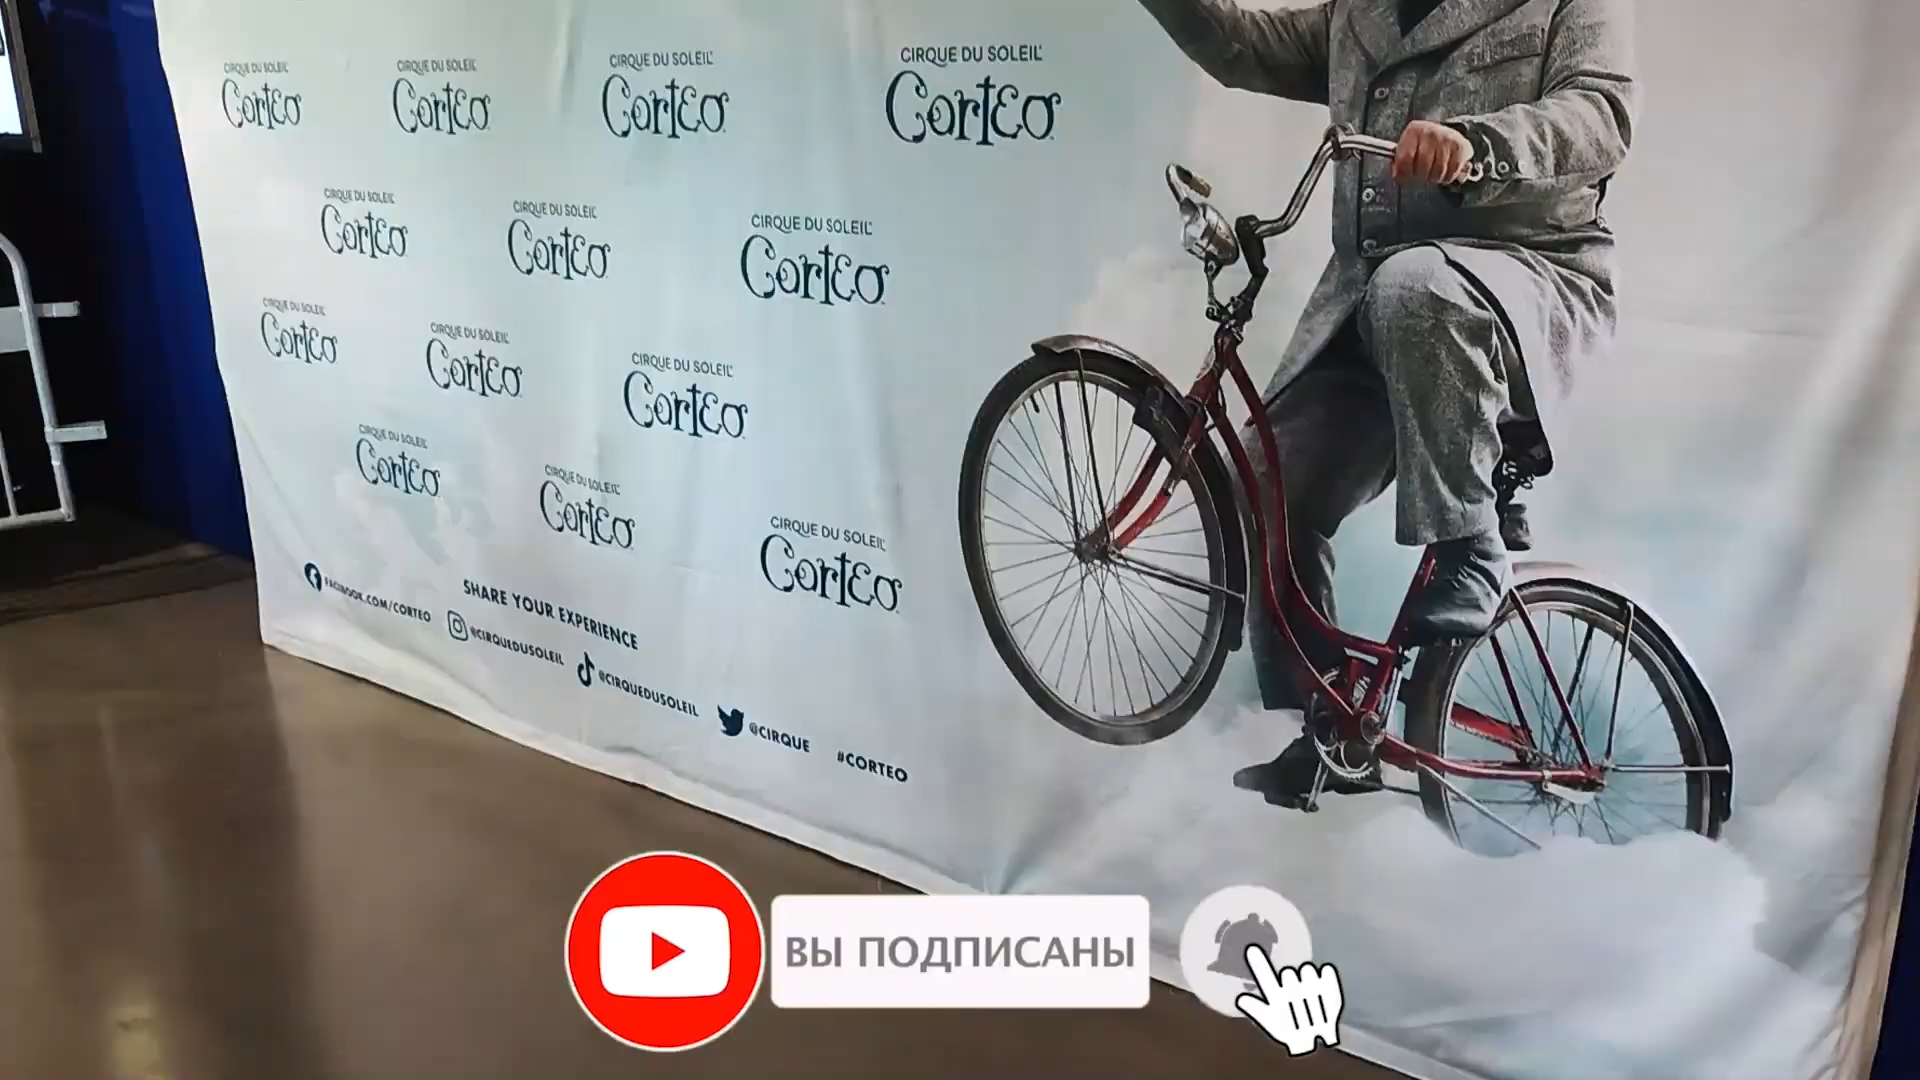 CIRQUE DU SOLEIL
Corteo
CIRQUE DU SOLEIL
Corteo
CIRQUE DU SOLEIL
Corteo
CIRQUE DU SOLEIL
Corteo
CIRQUE DU SOLEIL
Corteo
CIRQUE DU SOLEIL
Corteo
CIRQUE DU SOLEIL
Corteo
CIRQUE DU SOLEIL
Corteo
CIRQUE DU SOLEIL
Corteo
CIRQUE DU SOLEIL
Corteo
CIRQUE DU SOLEIL
Corteo
CIRQUE DU SOLEIL
Corteo
CIRQUE DU SOLEIL
Corteo
SHARE YOUR EXPERIENCE
FACEBOOK.COM/CORTEO @CIRQUEDUSOLEIL @CIRQUEDUSOLEIL @CIRQUE #CORTEO
ВЫ ПОДПИСАНЫ